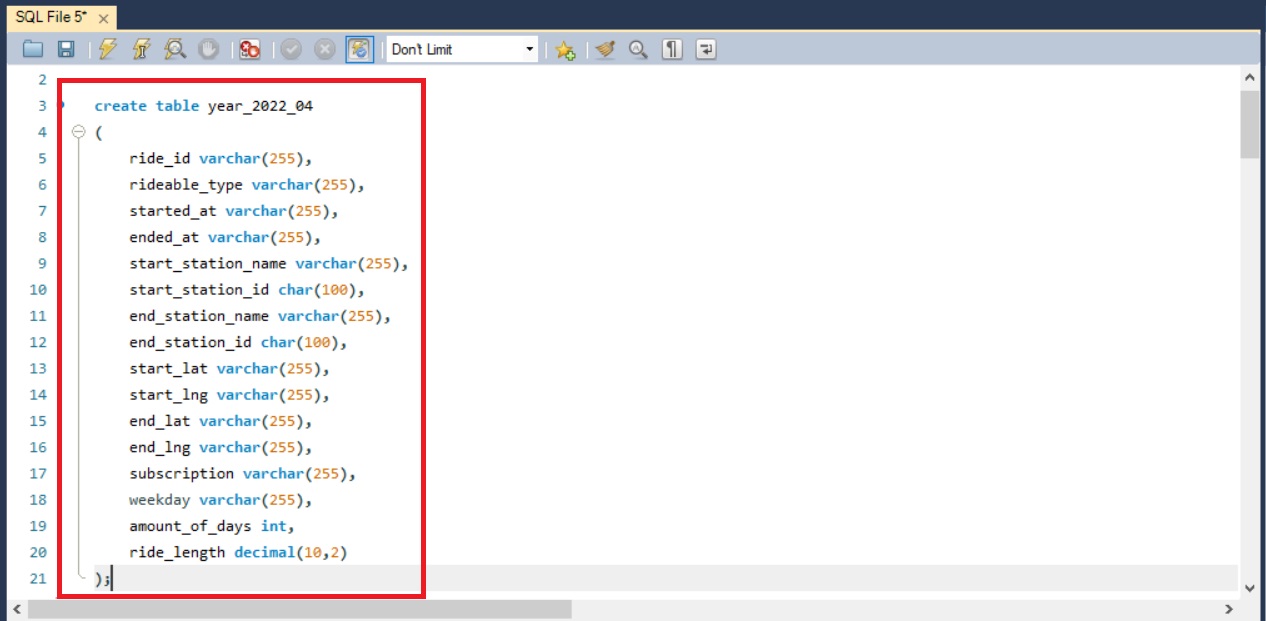 SQL File 5*
Don't Limit
2
3 create table year_2022_04
4 (
5 ride_id varchar(255),
6 rideable_type varchar(255),
7 started_at varchar(255),
8 ended_at varchar(255),
9 start_station_name varchar(255),
10 start_station_id char(100),
11 end_station_name varchar(255),
12 end_station_id char(100),
13 start_lat varchar(255),
14 start_lng varchar(255),
15 end_lat varchar(255),
16 end_lng varchar(255),
17 subscription varchar(255),
18 weekday varchar(255),
19 amount_of_days int,
20 ride_length decimal(10,2)
21 );